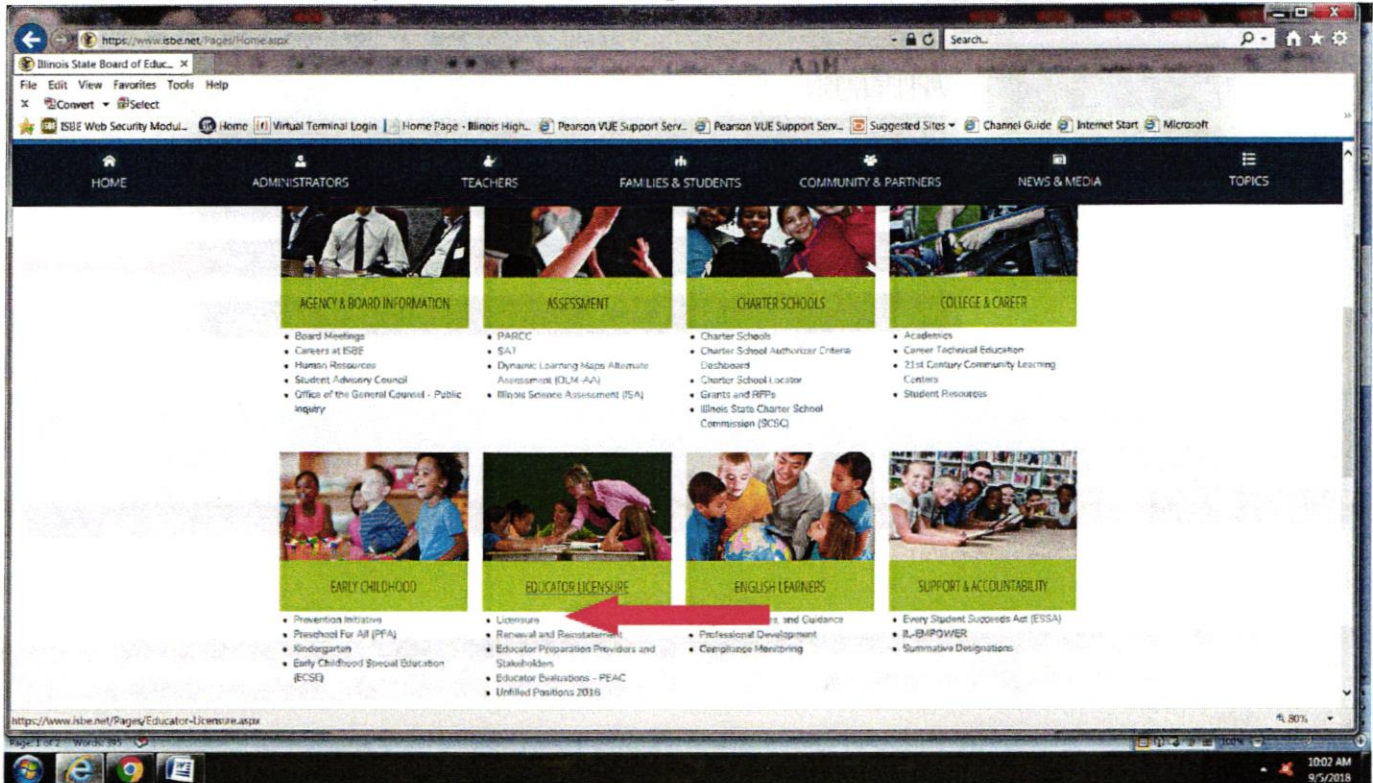 https://www.isbe.net/Pages/Home.aspx
Search...
Illinois State Board of Educ...
File Edit View Favorites Tools Help
Convert Select
ISBE Web Security Modul... Home Virtual Terminal Login Home Page - Illinois High... Pearson VUE Support Serv... Pearson VUE Support Serv... Suggested Sites Channel Guide Internet Start Microsoft
HOME ADMINISTRATORS TEACHERS FAMILIES & STUDENTS COMMUNITY & PARTNERS NEWS & MEDIA TOPICS
AGENCY & BOARD INFORMATION
• Board Meetings
• Careers at ISBE
• Human Resources
• Student Advisory Council
• Office of the General Counsel - Public
Inquiry
ASSESSMENT
• PARCC
• SAT
• Dynamic Learning Maps Alternate
Assessment (DLM-AA)
• Illinois Science Assessment (ISA)
CHARTER SCHOOLS
• Charter Schools
• Charter School Authorizer Criteria
Dashboard
• Charter School Locator
• Grants and RFPs
• Illinois State Charter School
Commission (SCSC)
COLLEGE & CAREER
• Academics
• Career Technical Education
• 21st Century Community Learning
Centers
• Student Resources
EARLY CHILDHOOD
• Prevention Initiative
• Preschool For All (PFA)
• Kindergarten
• Early Childhood Special Education
(ECSE)
EDUCATOR LICENSURE
• Licensure
• Renewal and Reinstatement
• Educator Preparation Providers and
Stakeholders
• Educator Evaluations - PEAC
• Unfilled Positions 2016
ENGLISH LEARNERS
and Guidance
• Professional Development
• Compliance Monitoring
SUPPORT & ACCOUNTABILITY
• Every Student Succeeds Act (ESSA)
• IL-EMPOWER
• Summative Designations
https://www.isbe.net/Pages/Educator-Licensure.aspx
80%
Page: 1 of 2 Words: 395
100%
10:02 AM
9/5/2018